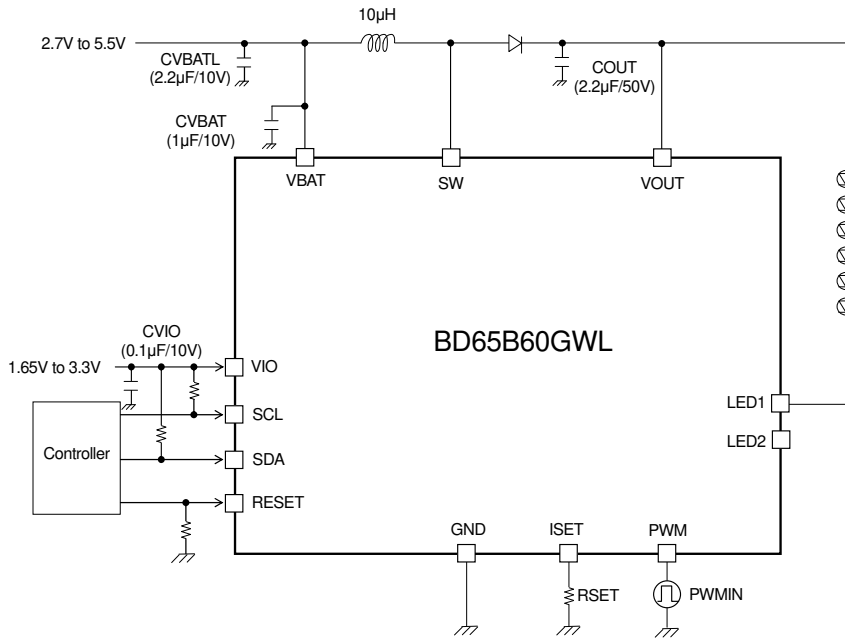 10µH
2.7V to 5.5V
CVBATL
(2.2µF/10V)
COUT
(2.2µF/50V)
CVBAT
(1µF/10V)
VBAT
SW
VOUT
BD65B60GWL
CVIO
(0.1µF/10V)
1.65V to 3.3V
VIO
SCL
Controller
SDA
RESET
LED1
LED2
GND
ISET
PWM
RSET
PWMIN